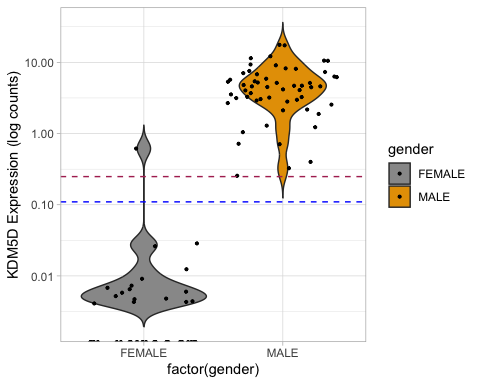 KDM5D Expression (log counts)
10.00
1.00
0.10
0.01
FEMALE
MALE
factor(gender)
gender
FEMALE
MALE